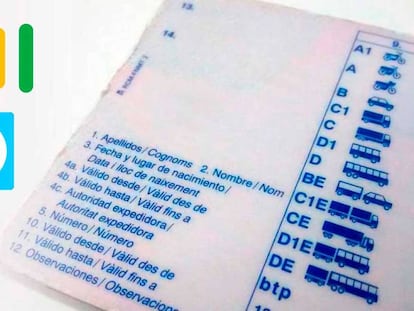 13.
14.
9.
A1
A
B
C1
C
D1
D
BE
C1E
CE
D1E
DE
btp
1. Apellidos / Cognoms 2. Nombre / Nom
3. Fecha y lugar de nacimiento /
Data i lloc de naixement
4a. Válido desde / Vàlid des de
4b. Válido hasta / Vàlid fins a
4c. Autoridad expedidora /
Autoritat expedidora
5. Número / Número
10. Válido desde / Vàlid des de
11. Válido hasta / Vàlid fins a
12. Observaciones / Observacions